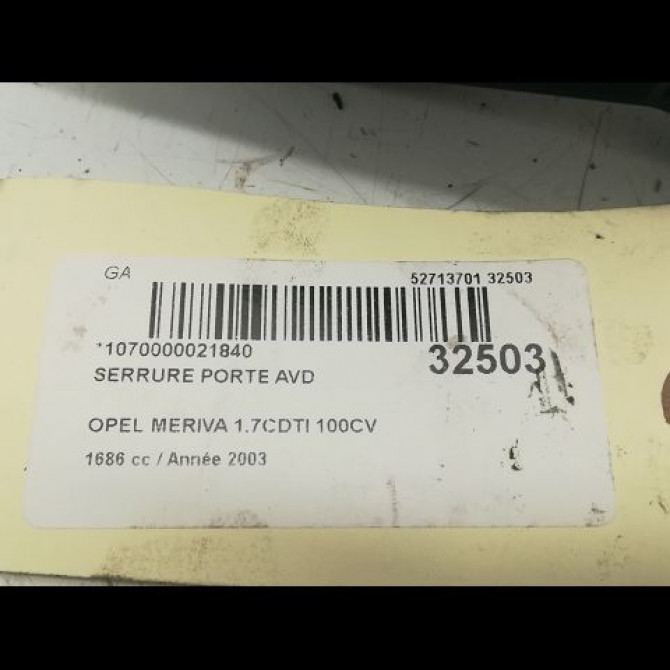 GA
52713701 32503
*1070000021840
32503
SERRURE PORTE AVD
OPEL MERIVA 1.7CDTI 100CV
1686 cc / Année 2003